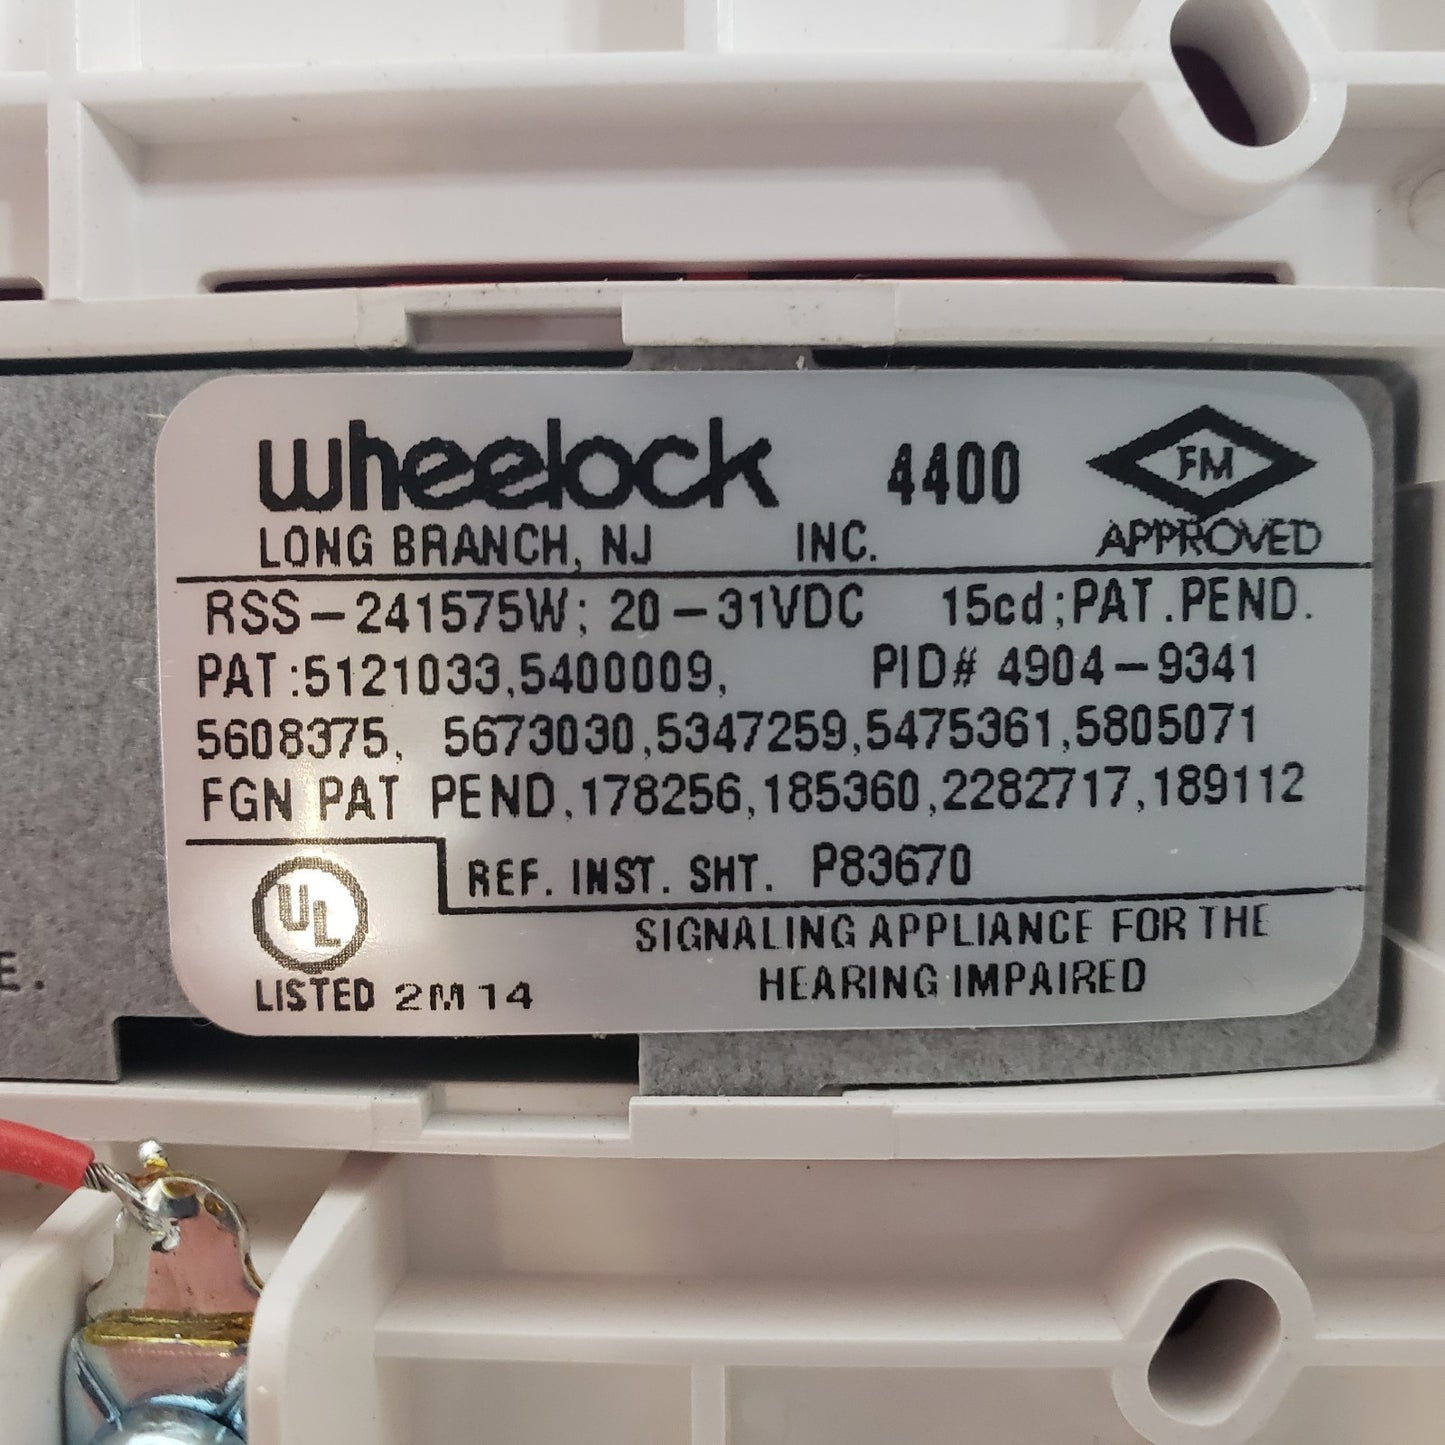 wheelock 4400 FM
LONG BRANCH, NJ INC. APPROVED
RSS-241575W; 20-31VDC 15cd;PAT.PEND.
PAT:5121033,5400009, PID# 4904-9341
5608375, 5673030,5347259,5475361,5805071
FGN PAT PEND,178256,185360,2282717,189112
REF. INST. SHT. P83670
UL
SIGNALING APPLIANCE FOR THE
HEARING IMPAIRED
LISTED 2M14
E.